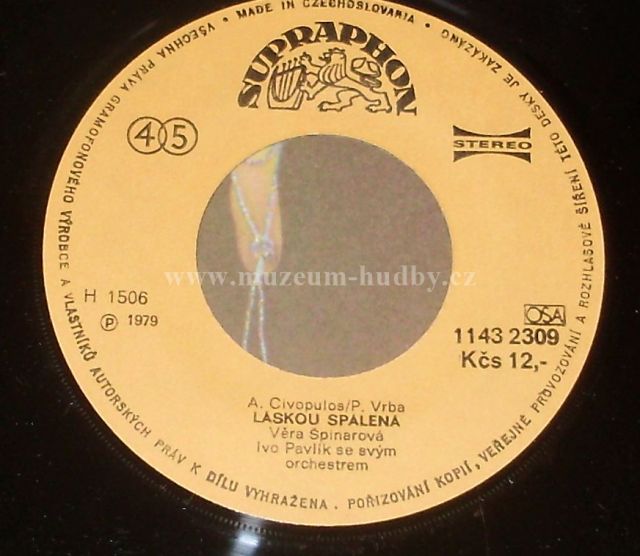 • MADE IN CZECHOSLOVAKIA •
VŠECHNA PRÁVA GRAMOFONOVÉHO VÝROBCE A VLASTNÍKŮ AUTORSKÝCH PRÁV K DÍLU VYHRAŽENA. POŘIZOVÁNÍ KOPIÍ, VEŘEJNÉ PROVOZOVÁNÍ A ROZHLASOVÉ ŠÍŘENÍ TÉTO DESKY JE ZAKÁZÁNO
SUPRAPHON
45
STEREO
www.muzeum-hudby.cz
H 1506
Ⓟ 1979
OSA
1143 2309
Kčs 12,-
A. Civopulos/P. Vrba
LÁSKOU SPÁLENÁ
Věra Špinarová
Ivo Pavlík se svým
orchestrem